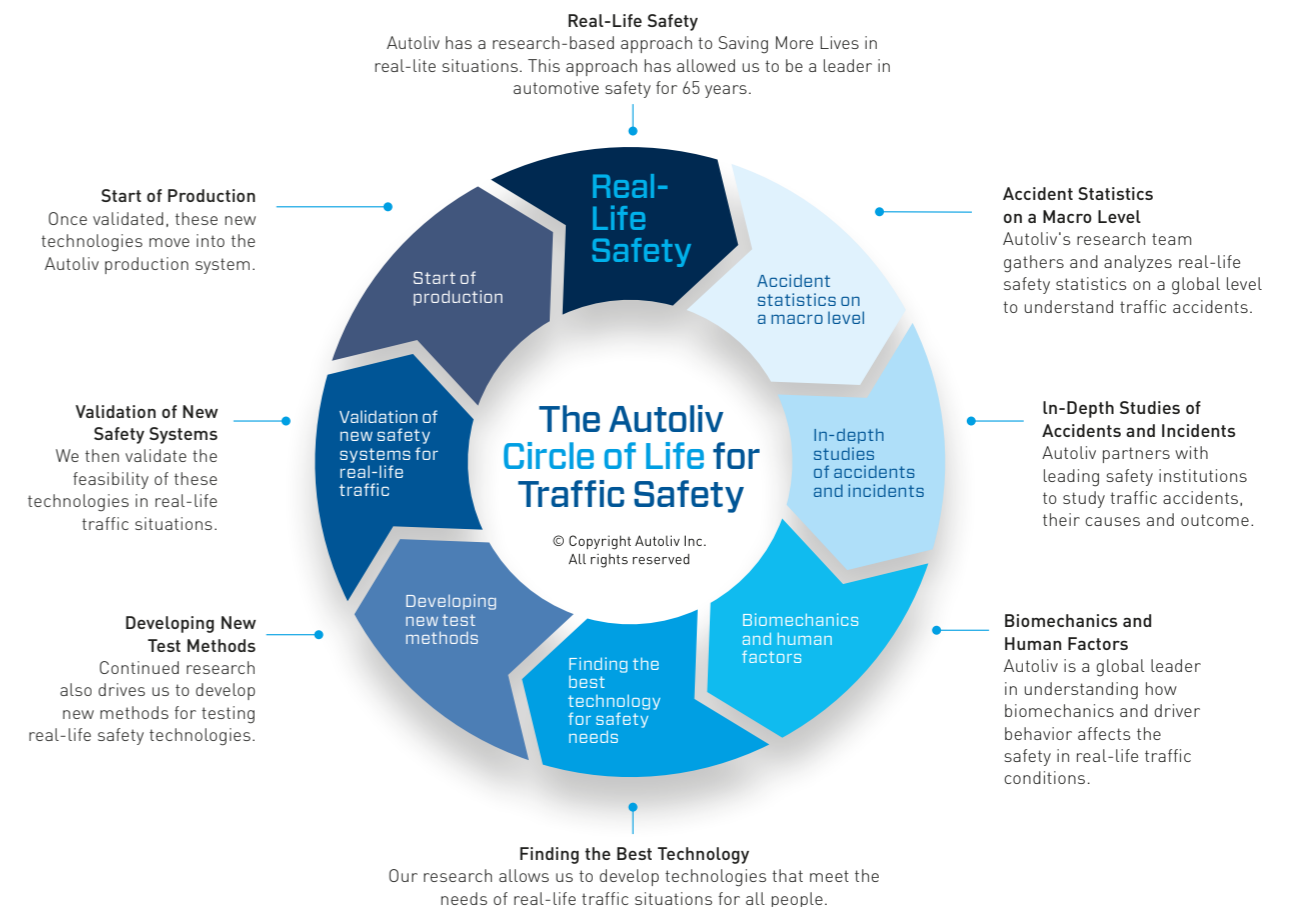 Real-Life Safety
Autoliv has a research-based approach to Saving More Lives in
real-lite situations. This approach has allowed us to be a leader in
automotive safety for 65 years.
Real-
Life
Safety
Accident Statistics
on a Macro Level
Autoliv's research team
gathers and analyzes real-life
safety statistics on a global level
to understand traffic accidents.
Accident
statistics on
a macro level
In-Depth Studies of
Accidents and Incidents
Autoliv partners with
leading safety institutions
to study traffic accidents,
their causes and outcome.
In-depth
studies
of accidents
and incidents
Biomechanics and
Human Factors
Autoliv is a global leader
in understanding how
biomechanics and driver
behavior affects the
safety in real-life traffic
conditions.
Biomechanics
and human
factors
Finding the
best
technology
for safety
needs
Finding the Best Technology
Our research allows us to develop technologies that meet the
needs of real-life traffic situations for all people.
Developing New
Test Methods
Continued research
also drives us to develop
new methods for testing
real-life safety technologies.
Developing
new test
methods
Validation of New
Safety Systems
We then validate the
feasibility of these
technologies in real-life
traffic situations.
Validation of
new safety
systems for
real-life
traffic
Start of Production
Once validated, these new
technologies move into the
Autoliv production system.
Start of
production
The Autoliv
Circle of Life for
Traffic Safety
© Copyright Autoliv Inc.
All rights reserved